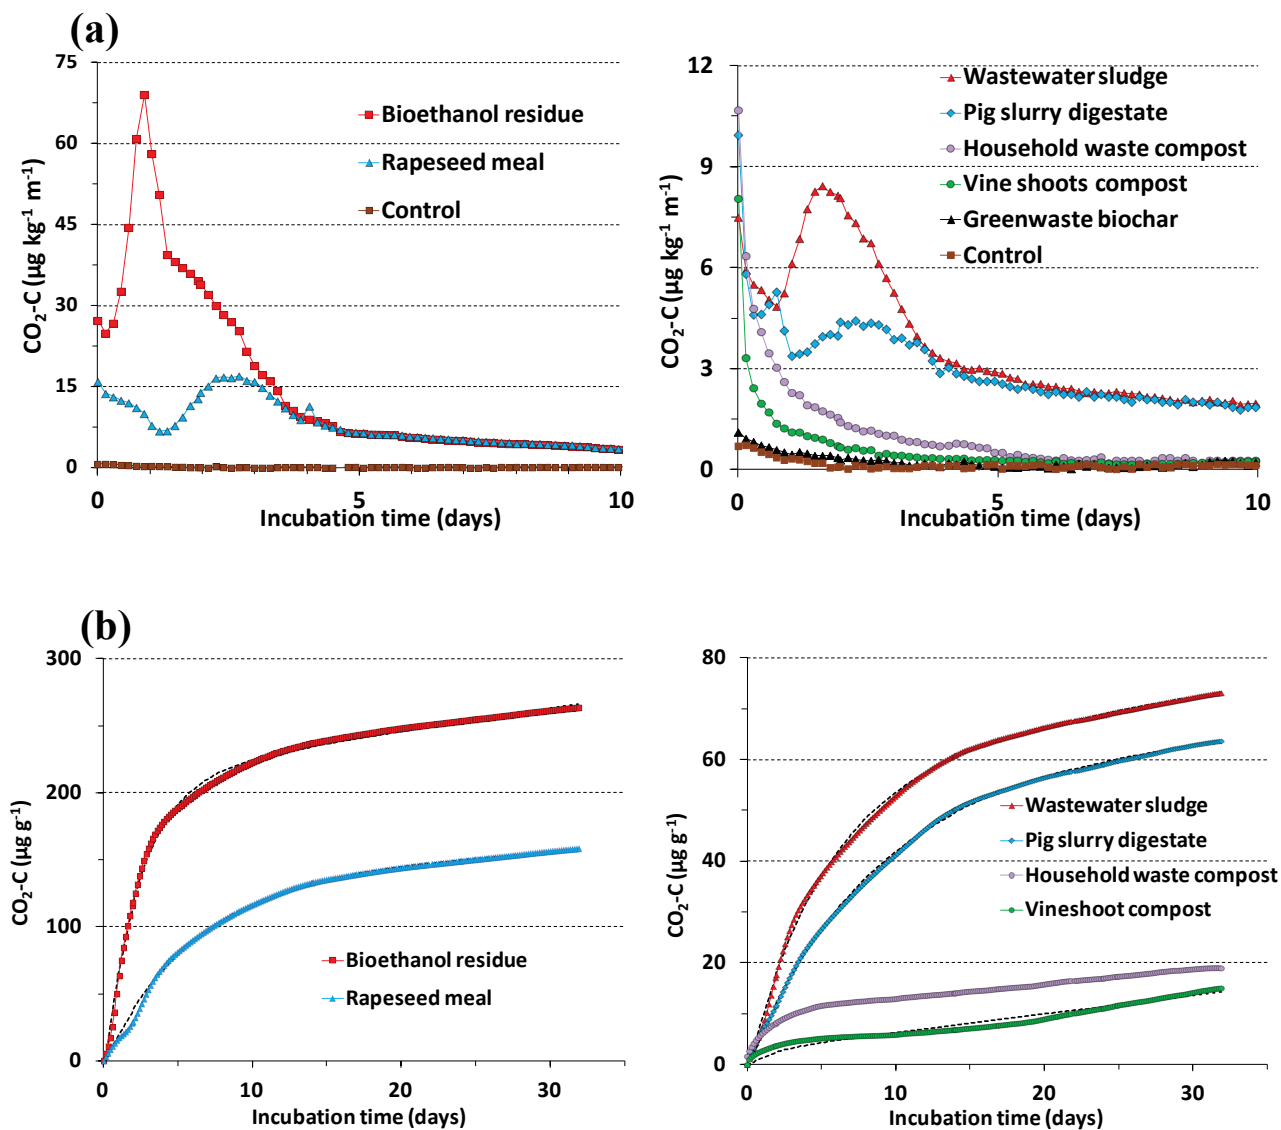 (a)
75
60
45
30
15
0
CO₂-C (µg kg⁻¹ m⁻¹)
Bioethanol residue
Rapeseed meal
Control
0 5 10
Incubation time (days)
12
9
6
3
0
CO₂-C (µg kg⁻¹ m⁻¹)
Wastewater sludge
Pig slurry digestate
Household waste compost
Vine shoots compost
Greenwaste biochar
Control
0 5 10
Incubation time (days)
(b)
300
200
100
0
CO₂-C (µg g⁻¹)
Bioethanol residue
Rapeseed meal
0 10 20 30
Incubation time (days)
80
60
40
20
0
CO₂-C (µg g⁻¹)
Wastewater sludge
Pig slurry digestate
Household waste compost
Vineshoot compost
0 10 20 30
Incubation time (days)